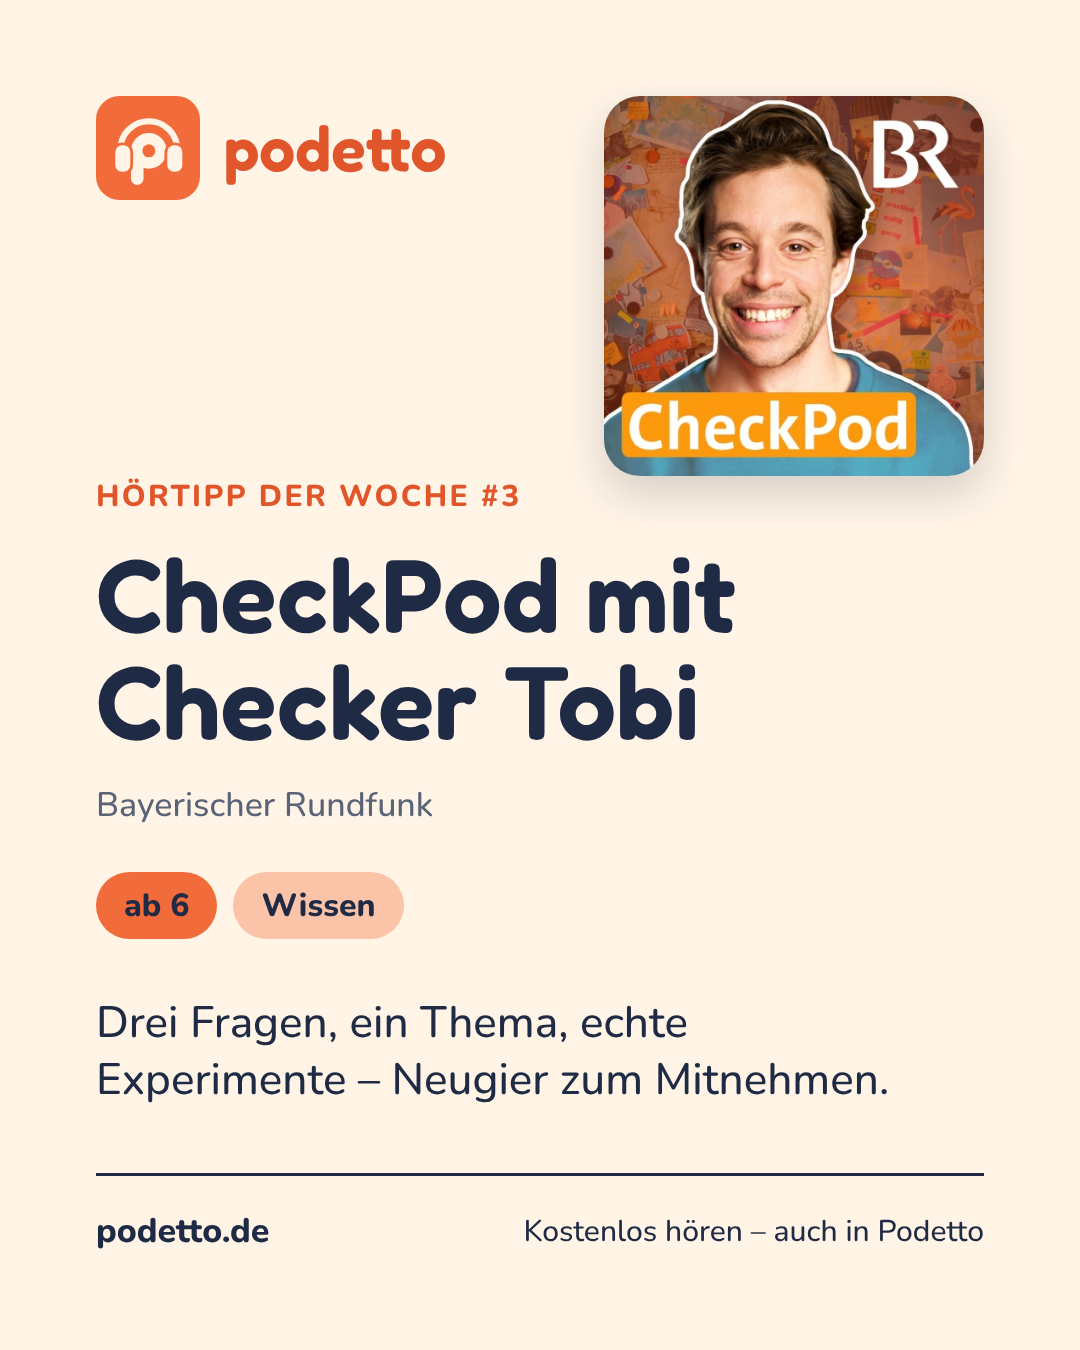 podetto
BR
CheckPod
HÖRTIPP DER WOCHE #3
CheckPod mit
Checker Tobi
Bayerischer Rundfunk
ab 6
Wissen
Drei Fragen, ein Thema, echte
Experimente – Neugier zum Mitnehmen.
podetto.de
Kostenlos hören – auch in Podetto